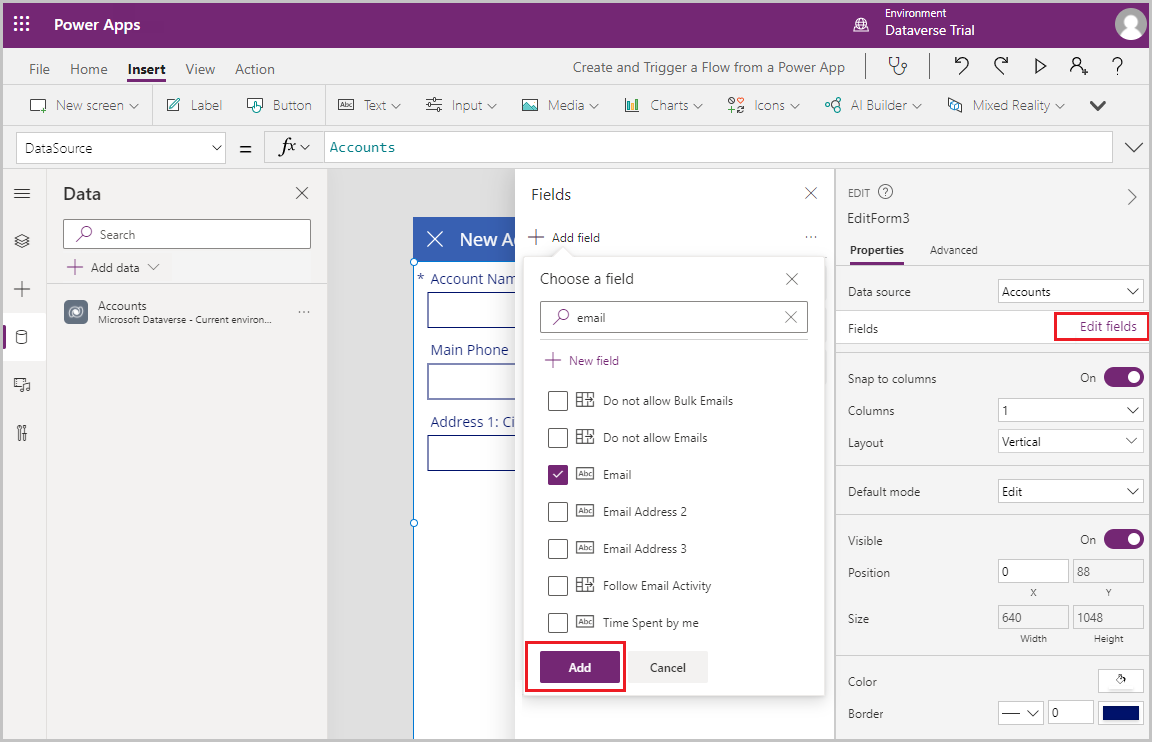 Power Apps
Environment
Dataverse Trial
File Home Insert View Action
Create and Trigger a Flow from a Power App
New screen Label Button Text Input Media Charts Icons AI Builder Mixed Reality
DataSource = fx Accounts
Data
Search
Add data
Accounts
Microsoft Dataverse - Current environ...
New A
* Account Nam
Main Phone
Address 1: Ci
Fields
Add field
Choose a field
email
New field
Do not allow Bulk Emails
Do not allow Emails
Abc Email
Abc Email Address 2
Abc Email Address 3
Follow Email Activity
Abc Time Spent by me
Add Cancel
EDIT ?
EditForm3
Properties Advanced
Data source Accounts
Fields Edit fields
Snap to columns On
Columns 1
Layout Vertical
Default mode Edit
Visible On
Position 0 88
X Y
Size 640 1048
Width Height
Color
Border 0